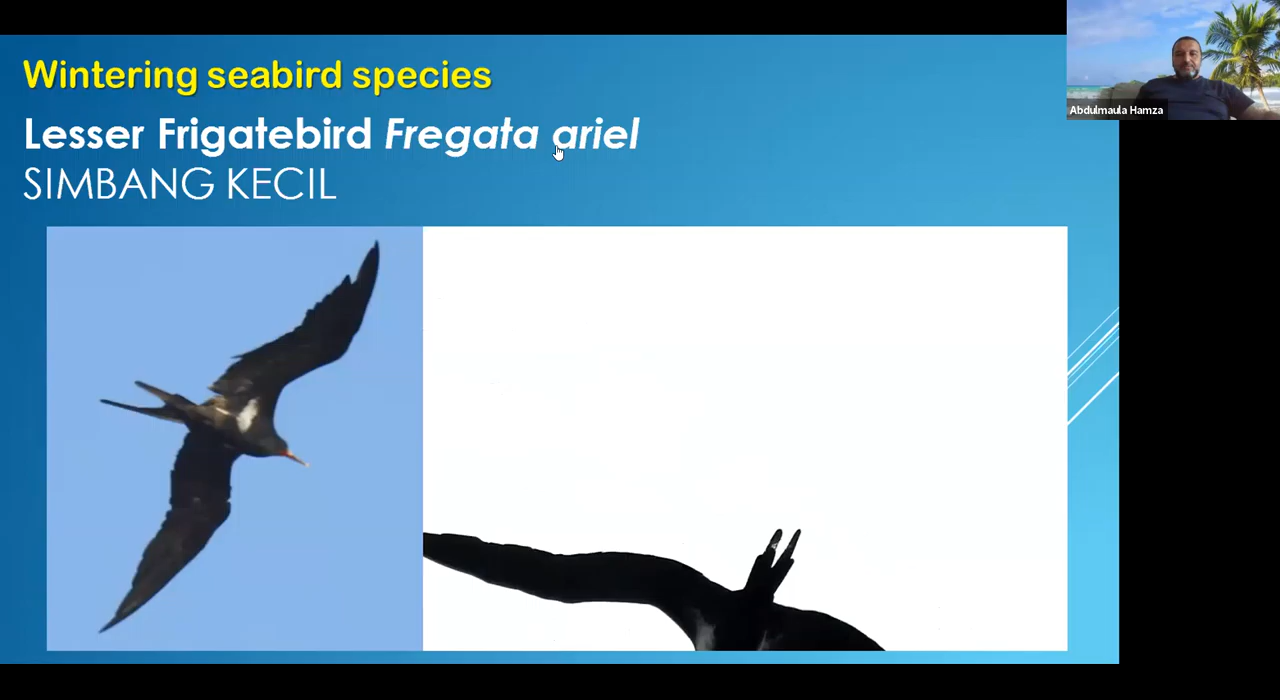 Wintering seabird species
Lesser Frigatebird Fregata ariel
SIMBANG KECIL
Abdulmaula Hamza